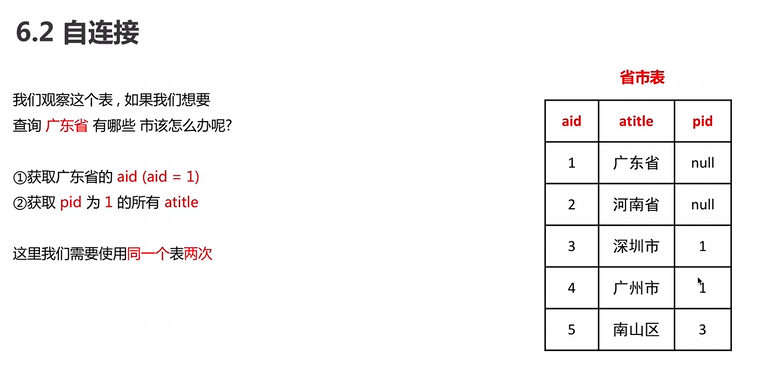 6.2 自连接
我们观察这个表 , 如果我们想要
查询 广东省 有哪些 市该怎么办呢?
①获取广东省的 aid (aid = 1)
②获取 pid 为 1 的所有 atitle
这里我们需要使用同一个表两次
省市表
aid atitle pid
1 广东省 null
2 河南省 null
3 深圳市 1
4 广州市 1
5 南山区 3